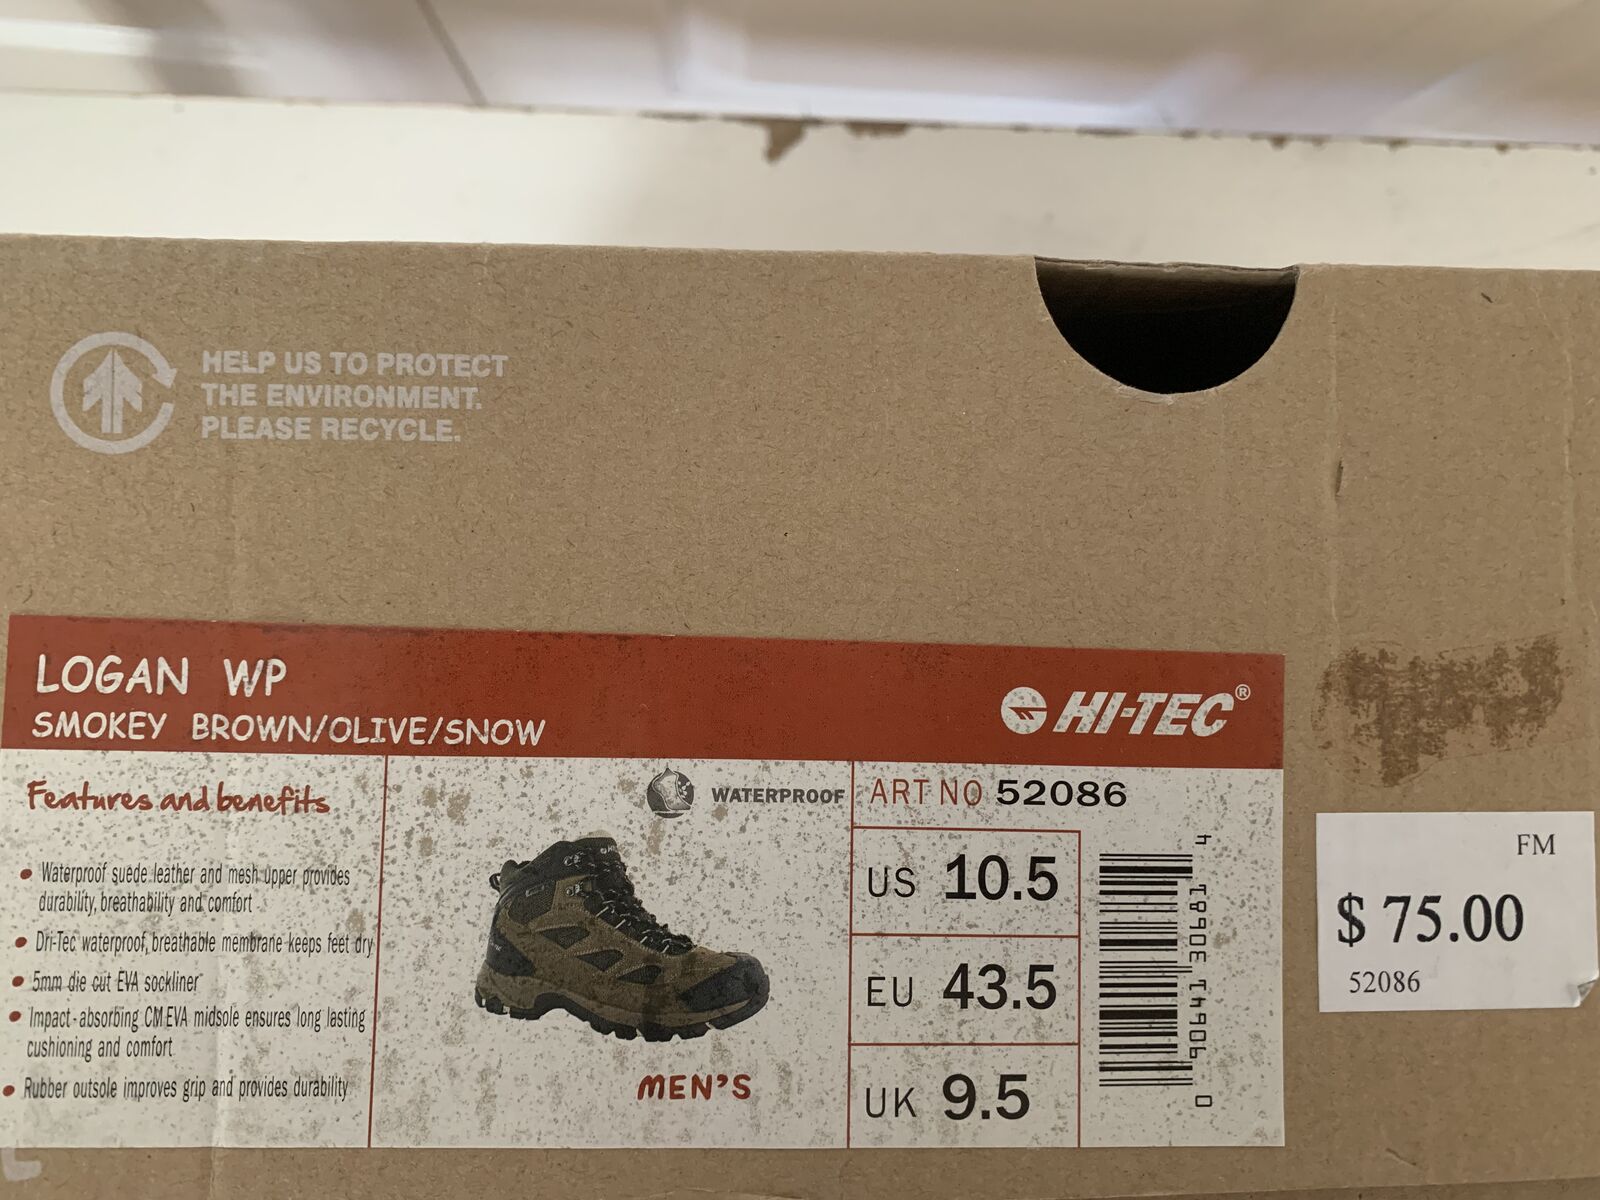 HELP US TO PROTECT
THE ENVIRONMENT.
PLEASE RECYCLE.
LOGAN WP
SMOKEY BROWN/OLIVE/SNOW
HI-TEC®
Features and benefits
• Waterproof suede leather and mesh upper provides
durability, breathability and comfort
• Dri-Tec waterproof, breathable membrane keeps feet dry
• 5mm die cut EVA sockliner
• Impact-absorbing CM EVA midsole ensures long lasting
cushioning and comfort
• Rubber outsole improves grip and provides durability
WATERPROOF
MEN'S
ART NO 52086
US 10.5
EU 43.5
UK 9.5
FM
$ 75.00
52086